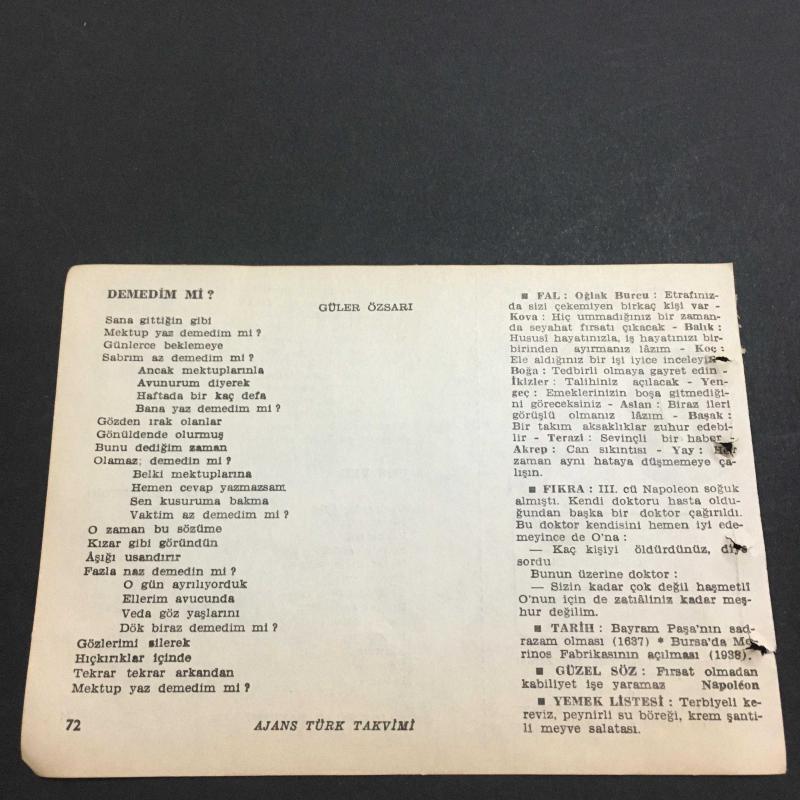 DEMEDİM Mİ?
GÜLER ÖZSARI
Sana gittiğin gibi
Mektup yaz demedim mi?
Günlerce beklemeye
Sabrım az demedim mi?
Ancak mektuplarınla
Avunurum diyerek
Haftada bir kaç defa
Bana yaz demedim mi?
Gözden ırak olanlar
Gönüldende olurmuş
Bunu dediğim zaman
Olamaz; demedin mi?
Belki mektuplarına
Hemen cevap yazmazsam
Sen kusuruma bakma
Vaktim az demedim mi?
O zaman bu sözüme
Kızar gibi göründün
Âşığı usandırır
Fazla naz demedin mi?
O gün ayrılıyorduk
Ellerim avucunda
Veda göz yaşlarını
Dök biraz demedim mi?
Gözlerimi silerek
Hıçkırıklar içinde
Tekrar tekrar arkandan
Mektup yaz demedim mi?
72
AJANS TÜRK TAKVİMİ
■ FAL: Oğlak Burcu: Etrafınız-
da sizi çekemiyen birkaç kişi var -
Kova: Hiç ummadığınız bir zaman-
da seyahat fırsatı çıkacak - Balık:
Hususi hayatınızla, iş hayatınızı bir-
birinden ayırmanız lâzım - Koç:
Ele aldığınız bir işi iyice inceleyin -
Boğa: Tedbirli olmaya gayret edin -
İkizler: Talihiniz açılacak - Yen-
geç: Emeklerinizin boşa gitmediği-
ni göreceksiniz - Aslan: Biraz ileri
görüşlü olmanız lâzım - Başak:
Bir takım aksaklıklar zuhur edebi-
lir - Terazi: Sevinçli bir haber -
Akrep: Can sıkıntısı - Yay: Her
zaman aynı hataya düşmemeye ça-
lışın.
■ FIKRA: III. cü Napoleon soğuk
almıştı. Kendi doktoru hasta oldu-
ğundan başka bir doktor çağırıldı.
Bu doktor kendisini hemen iyi ede-
meyince de O'na:
— Kaç kişiyi öldürdünüz, diye
sordu
Bunun üzerine doktor:
— Sizin kadar çok değil haşmetli
O'nun için de zatıâliniz kadar meş-
hur değilim.
■ TARİH: Bayram Paşa'nın sad-
razam olması (1637) * Bursa'da Me-
rinos Fabrikasının açılması (1938).
■ GÜZEL SÖZ: Fırsat olmadan
kabiliyet işe yaramaz Napoléon
■ YEMEK LİSTESİ: Terbiyeli ke-
reviz, peynirli su böreği, krem şanti-
li meyve salatası.